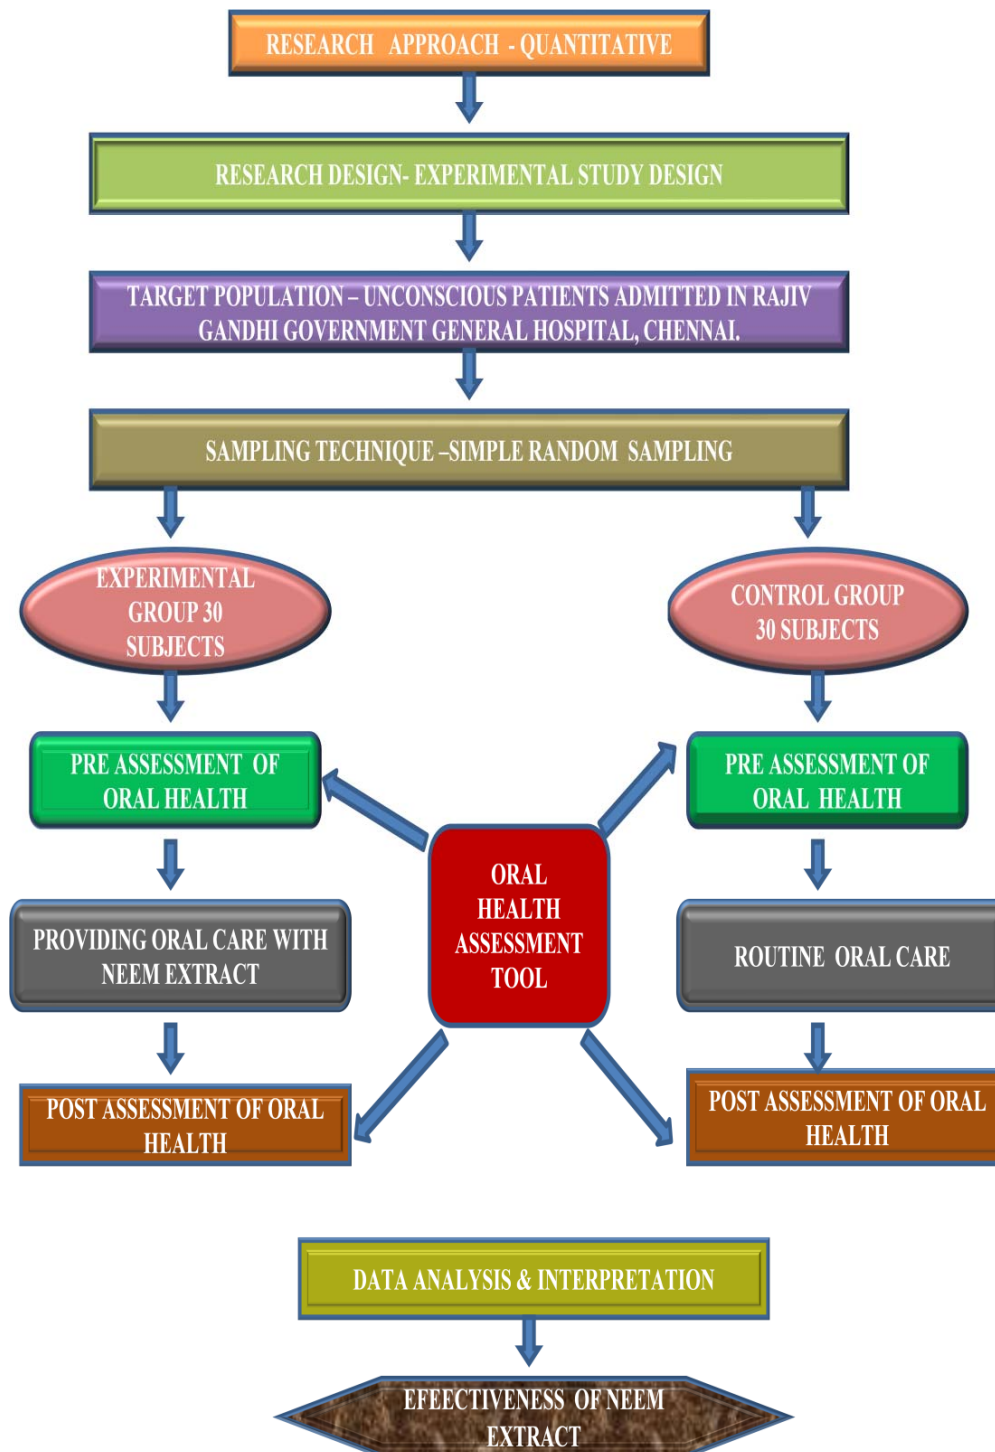 RESEARCH APPROACH - QUANTITATIVE
RESEARCH DESIGN- EXPERIMENTAL STUDY DESIGN
TARGET POPULATION – UNCONSCIOUS PATIENTS ADMITTED IN RAJIV
GANDHI GOVERNMENT GENERAL HOSPITAL, CHENNAI.
SAMPLING TECHNIQUE –SIMPLE RANDOM SAMPLING
EXPERIMENTAL
GROUP 30
SUBJECTS
CONTROL GROUP
30 SUBJECTS
PRE ASSESSMENT OF
ORAL HEALTH
PRE ASSESSMENT OF
ORAL HEALTH
ORAL
HEALTH
ASSESSMENT
TOOL
PROVIDING ORAL CARE WITH
NEEM EXTRACT
ROUTINE ORAL CARE
POST ASSESSMENT OF ORAL
HEALTH
POST ASSESSMENT OF ORAL
HEALTH
DATA ANALYSIS & INTERPRETATION
EFEECTIVENESS OF NEEM
EXTRACT